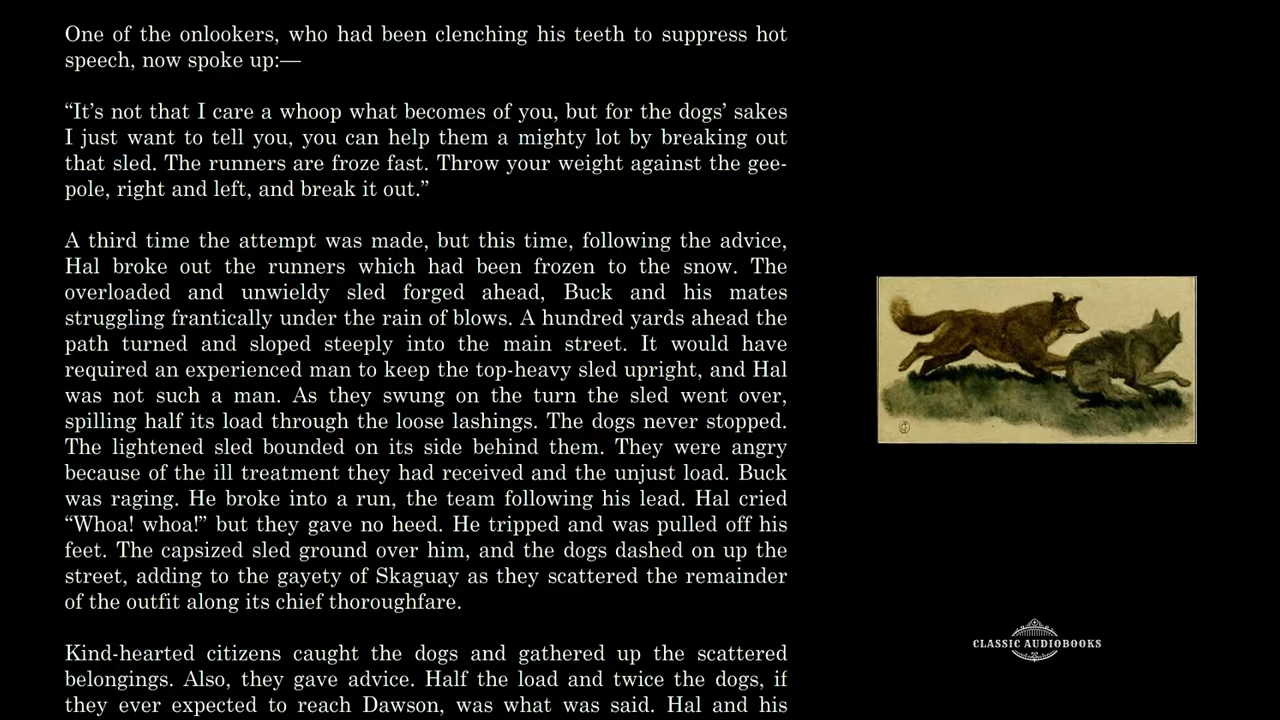 One of the onlookers, who had been clenching his teeth to suppress hot
speech, now spoke up:—
“It’s not that I care a whoop what becomes of you, but for the dogs’ sakes
I just want to tell you, you can help them a mighty lot by breaking out
that sled. The runners are froze fast. Throw your weight against the gee-
pole, right and left, and break it out.”
A third time the attempt was made, but this time, following the advice,
Hal broke out the runners which had been frozen to the snow. The
overloaded and unwieldy sled forged ahead, Buck and his mates
struggling frantically under the rain of blows. A hundred yards ahead the
path turned and sloped steeply into the main street. It would have
required an experienced man to keep the top-heavy sled upright, and Hal
was not such a man. As they swung on the turn the sled went over,
spilling half its load through the loose lashings. The dogs never stopped.
The lightened sled bounded on its side behind them. They were angry
because of the ill treatment they had received and the unjust load. Buck
was raging. He broke into a run, the team following his lead. Hal cried
“Whoa! whoa!” but they gave no heed. He tripped and was pulled off his
feet. The capsized sled ground over him, and the dogs dashed on up the
street, adding to the gayety of Skaguay as they scattered the remainder
of the outfit along its chief thoroughfare.
Kind-hearted citizens caught the dogs and gathered up the scattered
belongings. Also, they gave advice. Half the load and twice the dogs, if
they ever expected to reach Dawson, was what was said. Hal and his
CLASSIC AUDIOBOOKS